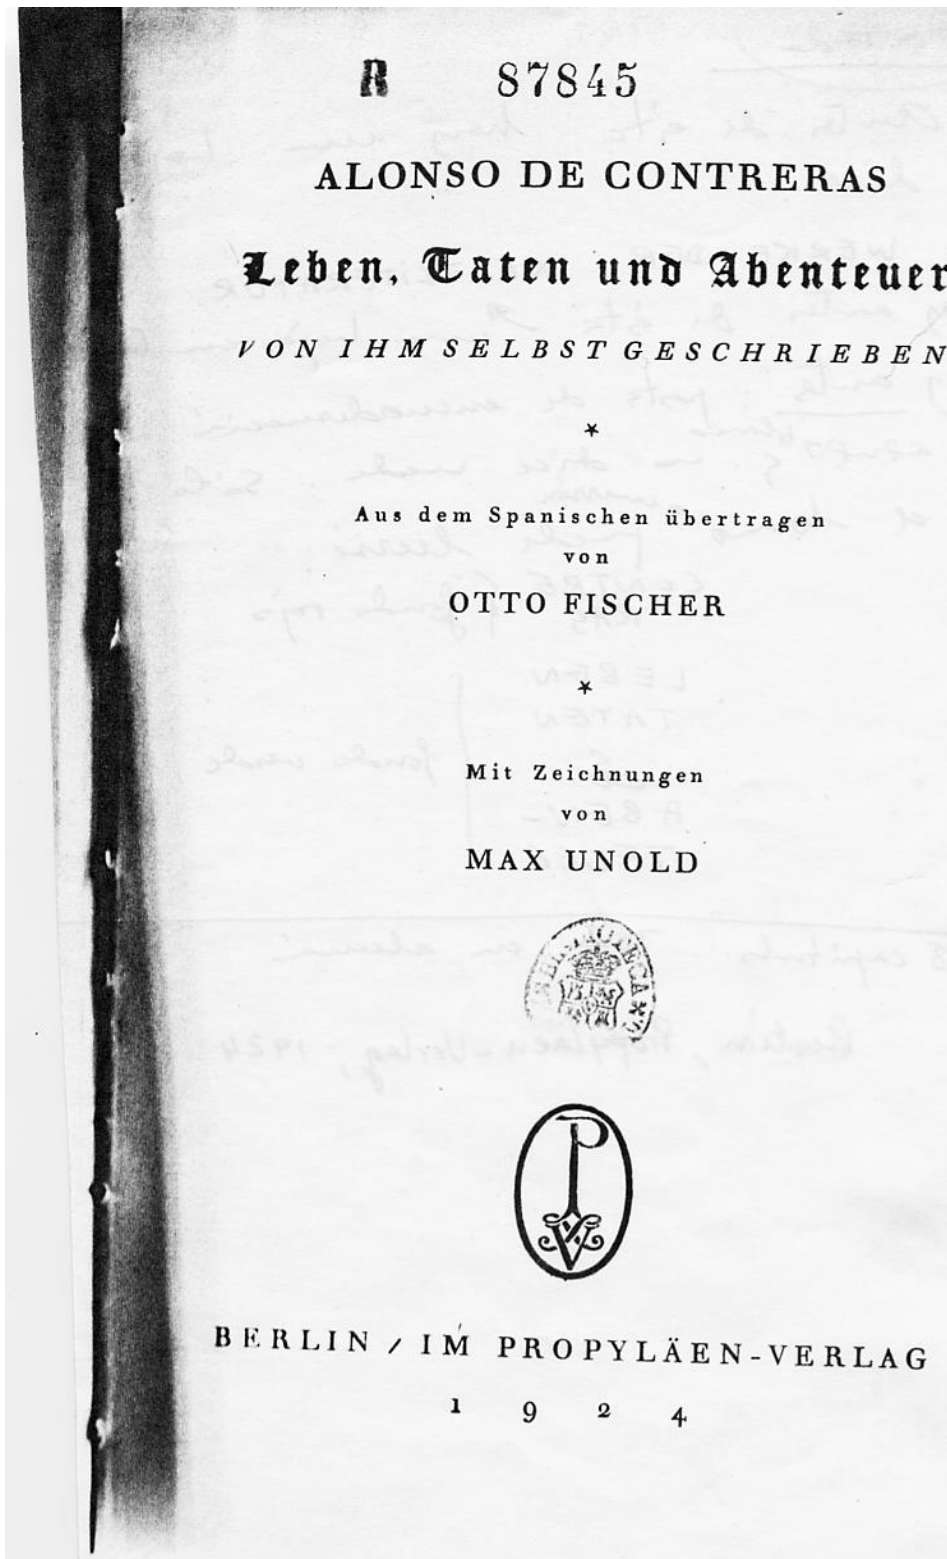 R 87845
ALONSO DE CONTRERAS
Leben, Taten und Abenteuer
VON IHM SELBST GESCHRIEBEN
*
Aus dem Spanischen übertragen
von
OTTO FISCHER
*
Mit Zeichnungen
von
MAX UNOLD
PV
BERLIN / IM PROPYLÄEN-VERLAG
1924